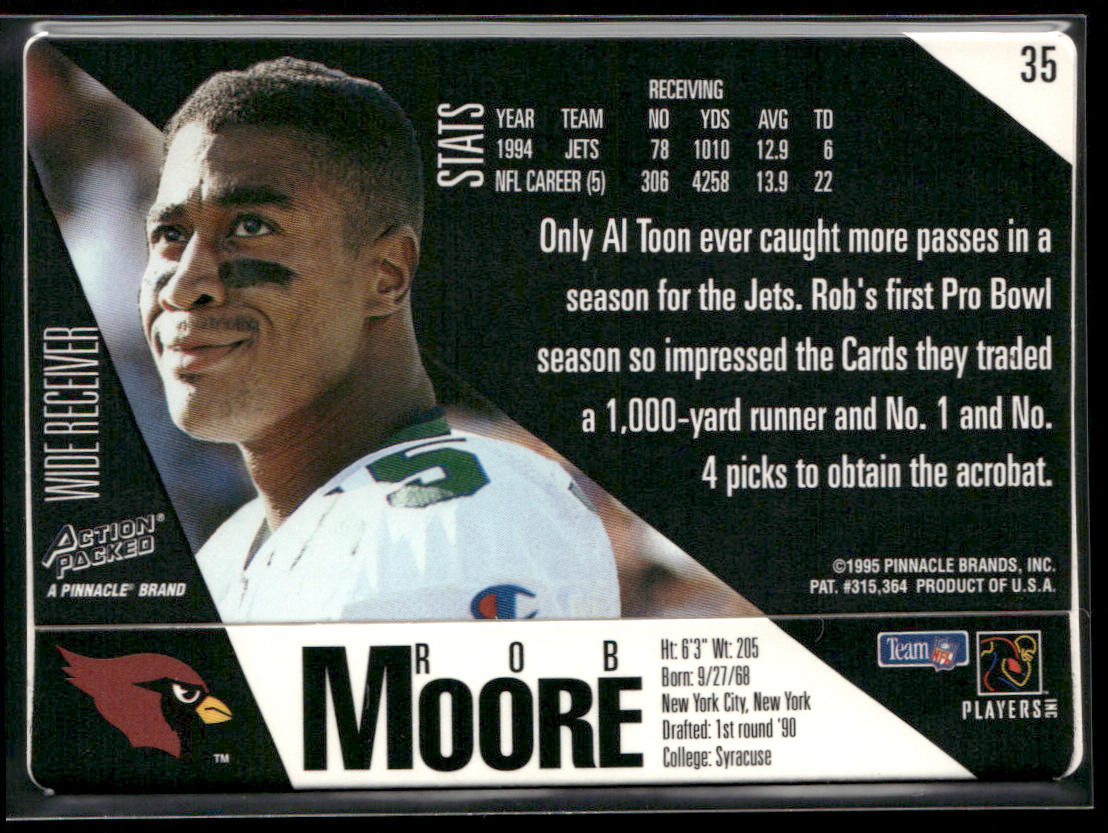 35
STATS
RECEIVING
YEAR TEAM NO YDS AVG TD
1994 JETS 78 1010 12.9 6
NFL CAREER (5) 306 4258 13.9 22
Only Al Toon ever caught more passes in a
season for the Jets. Rob's first Pro Bowl
season so impressed the Cards they traded
a 1,000-yard runner and No. 1 and No.
4 picks to obtain the acrobat.
WIDE RECEIVER
5
ACTION
PACKED®
A PINNACLE® BRAND
©1995 PINNACLE BRANDS, INC.
PAT. #315,364 PRODUCT OF U.S.A.
ROB
MOORE
Ht: 6'3" Wt: 205
Born: 9/27/68
New York City, New York
Drafted: 1st round '90
College: Syracuse
Team NFL
PLAYERS INC
TM